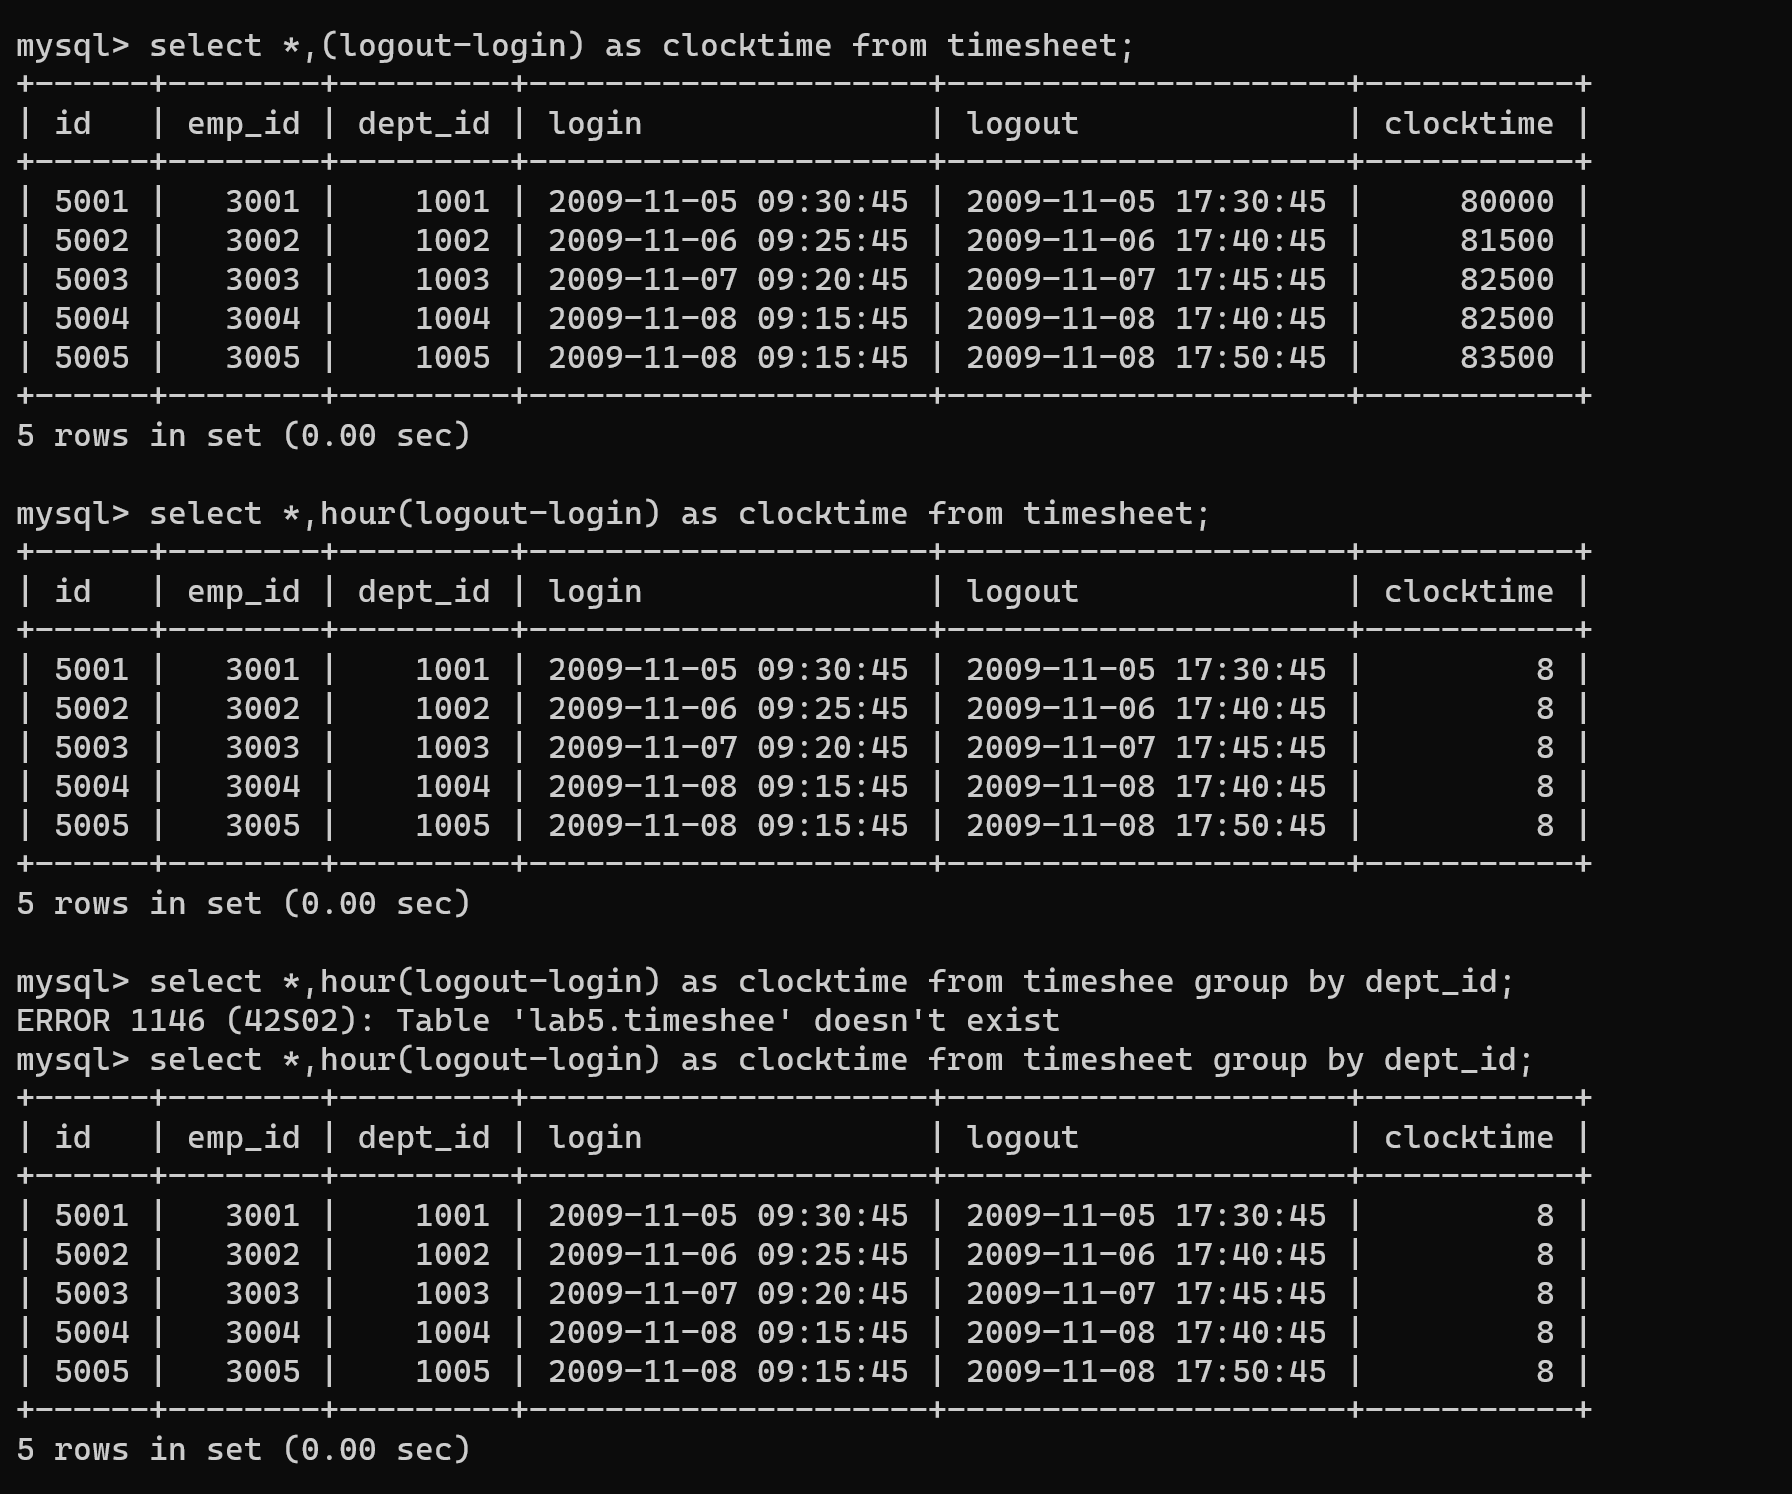 mysql> select *,(logout-login) as clocktime from timesheet;
+------+--------+---------+---------------------+---------------------+-----------+
| id   | emp_id | dept_id | login               | logout              | clocktime |
+------+--------+---------+---------------------+---------------------+-----------+
| 5001 |   3001 |    1001 | 2009-11-05 09:30:45 | 2009-11-05 17:30:45 |     80000 |
| 5002 |   3002 |    1002 | 2009-11-06 09:25:45 | 2009-11-06 17:40:45 |     81500 |
| 5003 |   3003 |    1003 | 2009-11-07 09:20:45 | 2009-11-07 17:45:45 |     82500 |
| 5004 |   3004 |    1004 | 2009-11-08 09:15:45 | 2009-11-08 17:40:45 |     82500 |
| 5005 |   3005 |    1005 | 2009-11-08 09:15:45 | 2009-11-08 17:50:45 |     83500 |
+------+--------+---------+---------------------+---------------------+-----------+
5 rows in set (0.00 sec)

mysql> select *,hour(logout-login) as clocktime from timesheet;
+------+--------+---------+---------------------+---------------------+-----------+
| id   | emp_id | dept_id | login               | logout              | clocktime |
+------+--------+---------+---------------------+---------------------+-----------+
| 5001 |   3001 |    1001 | 2009-11-05 09:30:45 | 2009-11-05 17:30:45 |         8 |
| 5002 |   3002 |    1002 | 2009-11-06 09:25:45 | 2009-11-06 17:40:45 |         8 |
| 5003 |   3003 |    1003 | 2009-11-07 09:20:45 | 2009-11-07 17:45:45 |         8 |
| 5004 |   3004 |    1004 | 2009-11-08 09:15:45 | 2009-11-08 17:40:45 |         8 |
| 5005 |   3005 |    1005 | 2009-11-08 09:15:45 | 2009-11-08 17:50:45 |         8 |
+------+--------+---------+---------------------+---------------------+-----------+
5 rows in set (0.00 sec)

mysql> select *,hour(logout-login) as clocktime from timeshee group by dept_id;
ERROR 1146 (42S02): Table 'lab5.timeshee' doesn't exist
mysql> select *,hour(logout-login) as clocktime from timesheet group by dept_id;
+------+--------+---------+---------------------+---------------------+-----------+
| id   | emp_id | dept_id | login               | logout              | clocktime |
+------+--------+---------+---------------------+---------------------+-----------+
| 5001 |   3001 |    1001 | 2009-11-05 09:30:45 | 2009-11-05 17:30:45 |         8 |
| 5002 |   3002 |    1002 | 2009-11-06 09:25:45 | 2009-11-06 17:40:45 |         8 |
| 5003 |   3003 |    1003 | 2009-11-07 09:20:45 | 2009-11-07 17:45:45 |         8 |
| 5004 |   3004 |    1004 | 2009-11-08 09:15:45 | 2009-11-08 17:40:45 |         8 |
| 5005 |   3005 |    1005 | 2009-11-08 09:15:45 | 2009-11-08 17:50:45 |         8 |
+------+--------+---------+---------------------+---------------------+-----------+
5 rows in set (0.00 sec)